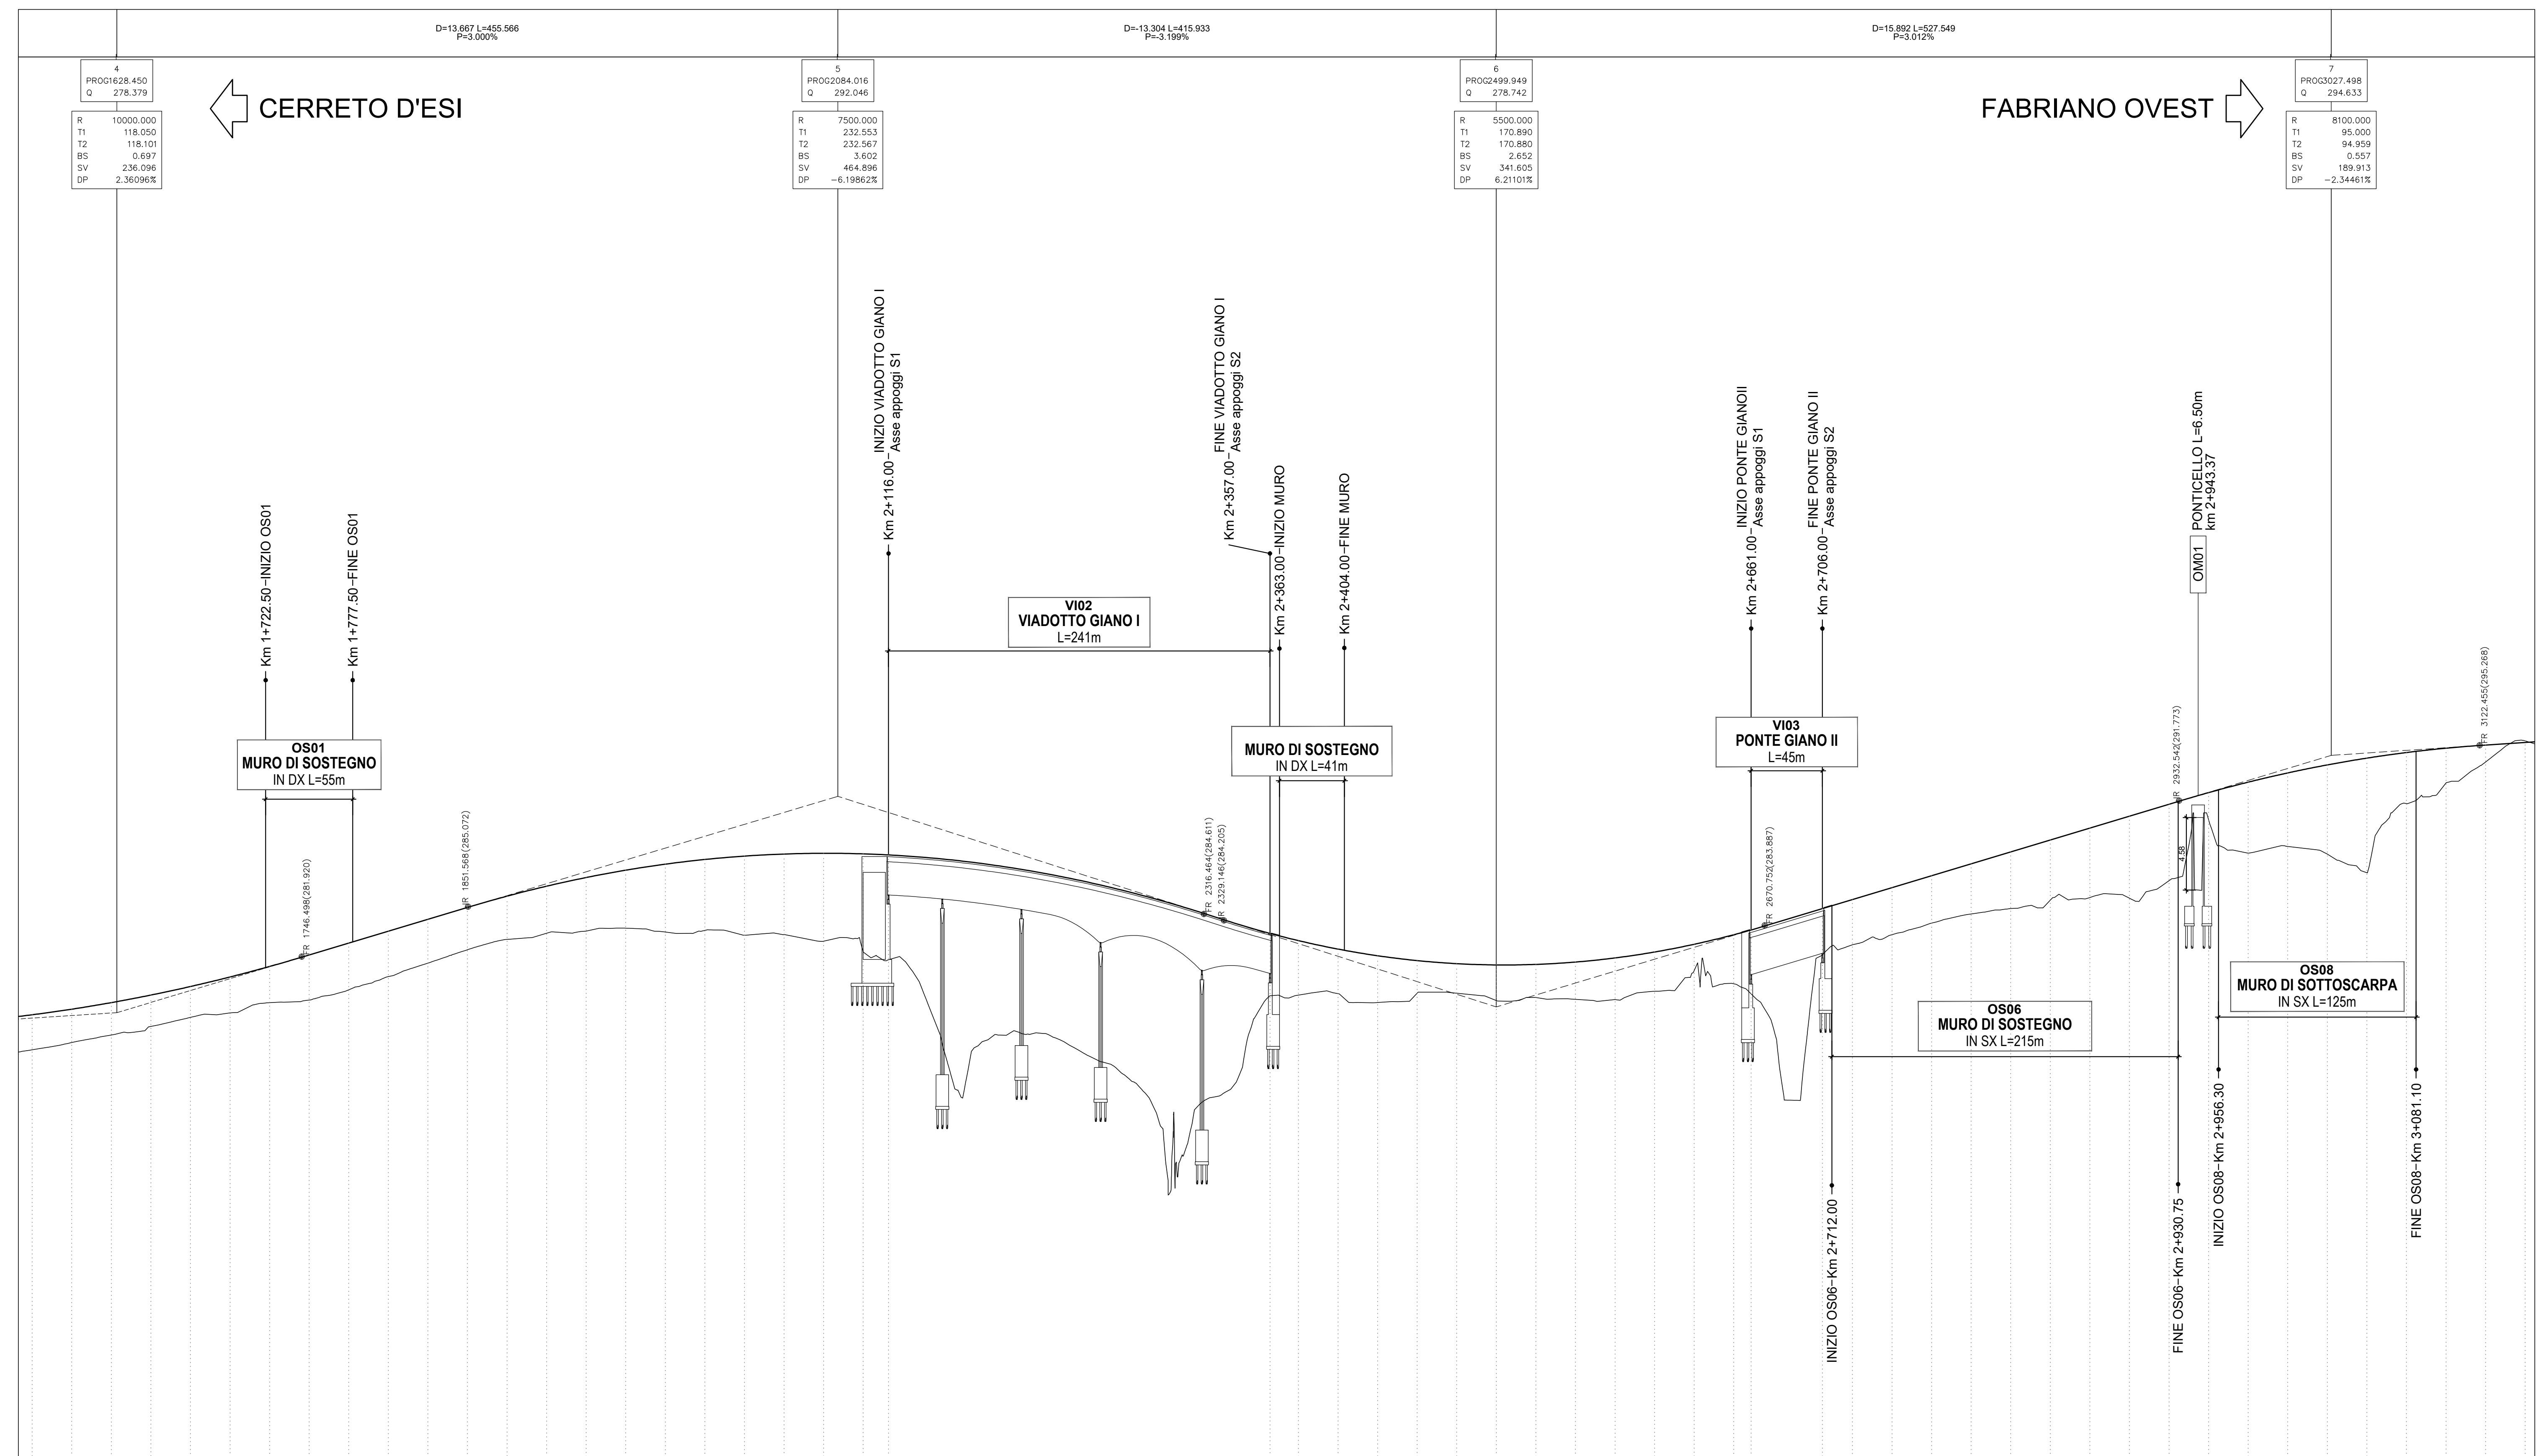 D=13.667 L=455.566
P=3.000%
D=-13.304 L=415.933
P=-3.199%
D=15.892 L=527.549
P=3.012%
4
PROG1628.450
Q 278.379
R 10000.000
T1 118.050
T2 118.101
BS 0.697
SV 236.096
DP 2.36096%
CERRETO D'ESI
5
PROG2084.016
Q 292.046
R 7500.000
T1 232.553
T2 232.567
BS 3.602
SV 464.896
DP -6.19862%
6
PROG2499.949
Q 278.742
R 5500.000
T1 170.890
T2 170.880
BS 2.652
SV 341.605
DP 6.21101%
FABRIANO OVEST
7
PROG3027.498
Q 294.633
R 8100.000
T1 95.000
T2 94.959
BS 0.557
SV 189.913
DP -2.34461%
Km 1+722.50-INIZIO OS01
Km 1+777.50-FINE OS01
OS01
MURO DI SOSTEGNO
IN DX L=55m
FR 1746.498(281.920)
IR 1851.568(285.072)
INIZIO VIADOTTO GIANO I
Km 2+116.00-
Asse appoggi S1
VI02
VIADOTTO GIANO I
L=241m
FINE VIADOTTO GIANO I
Km 2+357.00-
Asse appoggi S2
Km 2+363.00-INIZIO MURO
Km 2+404.00-FINE MURO
MURO DI SOSTEGNO
IN DX L=41m
FR 2316.464(284.611)
IR 2329.146(284.205)
INIZIO PONTE GIANOII
Km 2+661.00-
Asse appoggi S1
FINE PONTE GIANO II
Km 2+706.00-
Asse appoggi S2
VI03
PONTE GIANO II
L=45m
FR 2670.752(283.887)
OM01
PONTICELLO L=6.50m
km 2+943.37
IR 2932.542(291.773)
4.58
FR 3122.455(295.268)
OS06
MURO DI SOSTEGNO
IN SX L=215m
OS08
MURO DI SOTTOSCARPA
IN SX L=125m
INIZIO OS06-Km 2+712.00
FINE OS06-Km 2+930.75
INIZIO OS08-Km 2+956.30
FINE OS08-Km 3+081.10